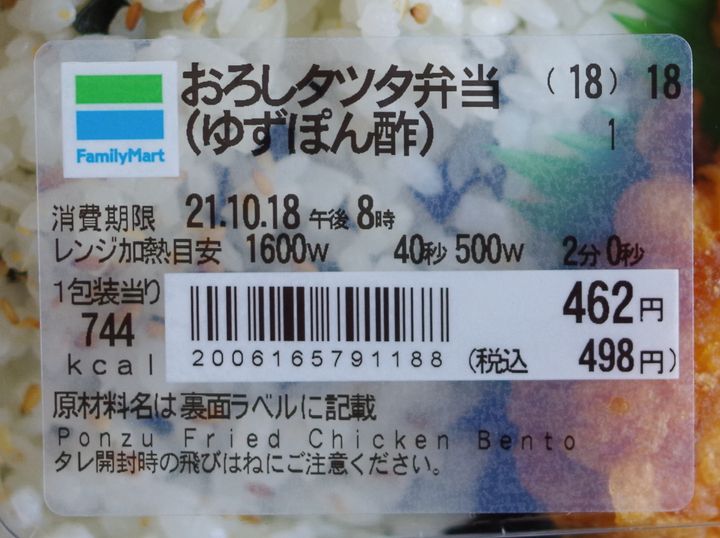 おろしタツタ弁当 (18) 18
(ゆずぽん酢) 1
FamilyMart
消費期限 21.10.18 午後 8時
レンジ加熱目安 1600w 40秒 500w 2分 0秒
1包装当り
744
kcal
462円
2006165791188 (税込 498円)
原材料名は裏面ラベルに記載
Ponzu Fried Chicken Bento
タレ開封時の飛びはねにご注意ください。